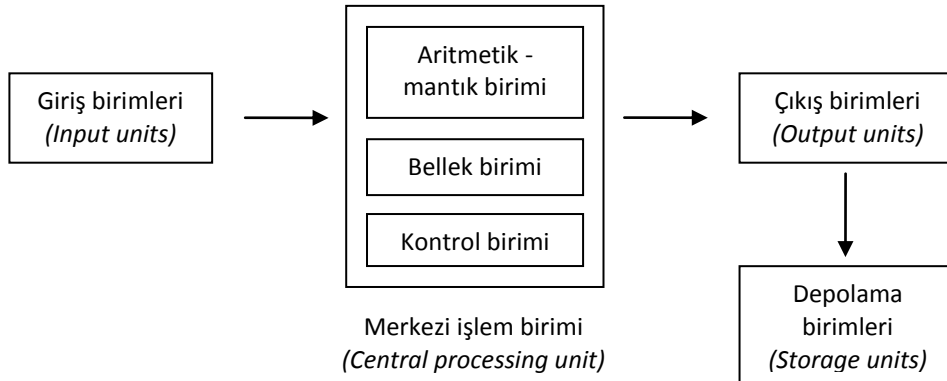 Giriş birimleri
(Input units)
Aritmetik -
mantık birimi
Bellek birimi
Kontrol birimi
Merkezi işlem birimi
(Central processing unit)
Çıkış birimleri
(Output units)
Depolama
birimleri
(Storage units)